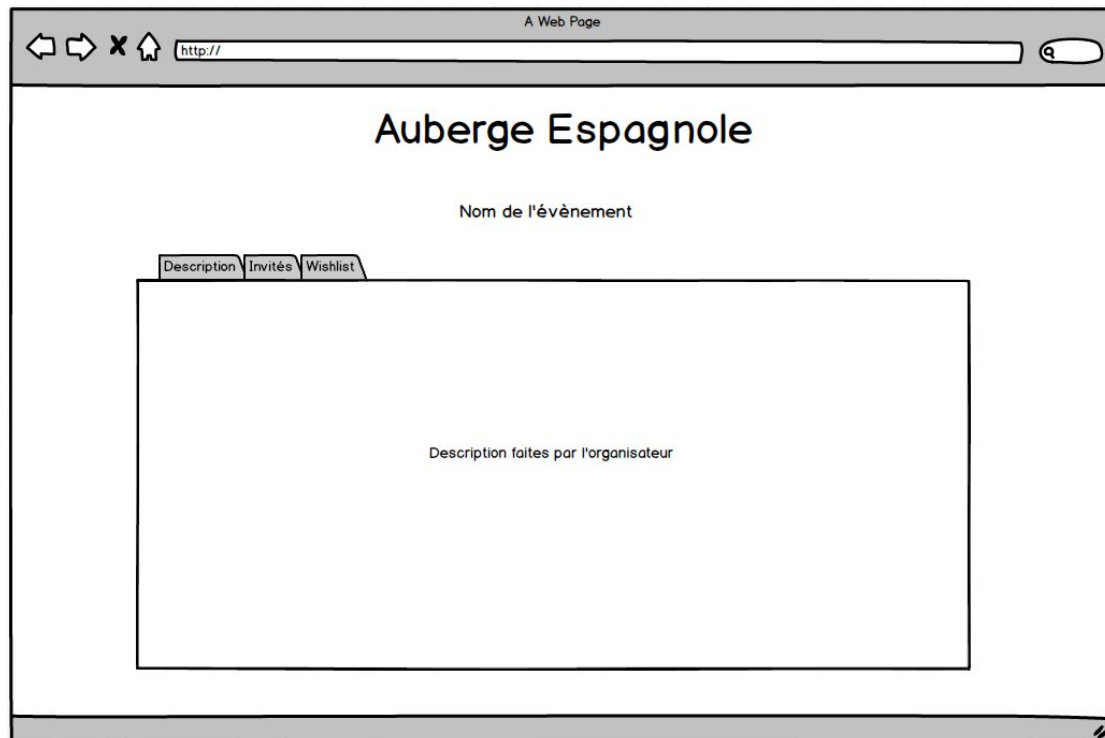 A Web Page
http://
Auberge Espagnole
Nom de l'évènement
Description Invités Wishlist
Description faites par l'organisateur